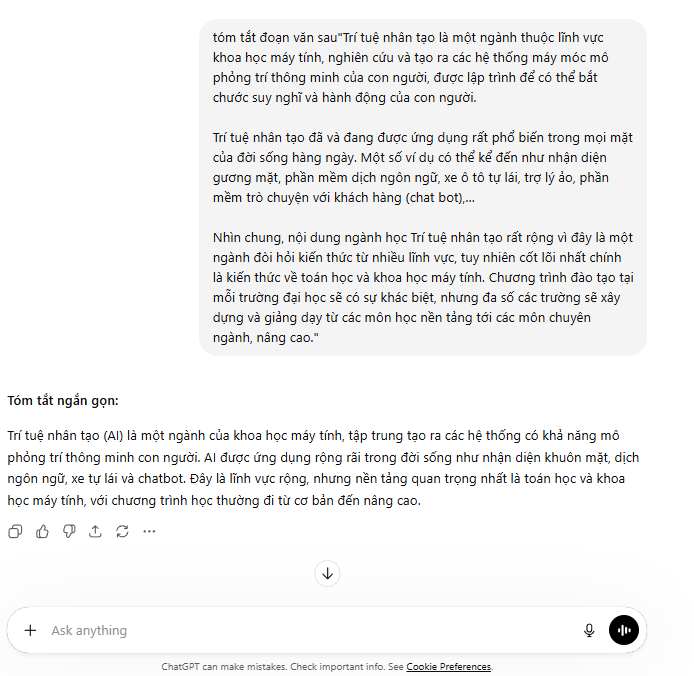 tóm tắt đoạn văn sau"Trí tuệ nhân tạo là một ngành thuộc lĩnh vực
khoa học máy tính, nghiên cứu và tạo ra các hệ thống máy móc mô
phỏng trí thông minh của con người, được lập trình để có thể bắt
chước suy nghĩ và hành động của con người.
Trí tuệ nhân tạo đã và đang được ứng dụng rất phổ biến trong mọi mặt
của đời sống hàng ngày. Một số ví dụ có thể kể đến như nhận diện
gương mặt, phần mềm dịch ngôn ngữ, xe ô tô tự lái, trợ lý ảo, phần
mềm trò chuyện với khách hàng (chat bot),...
Nhìn chung, nội dung ngành học Trí tuệ nhân tạo rất rộng vì đây là một
ngành đòi hỏi kiến thức từ nhiều lĩnh vực, tuy nhiên cốt lõi nhất chính
là kiến thức về toán học và khoa học máy tính. Chương trình đào tạo tại
mỗi trường đại học sẽ có sự khác biệt, nhưng đa số các trường sẽ xây
dựng và giảng dạy từ các môn học nền tảng tới các môn chuyên
ngành, nâng cao."
Tóm tắt ngắn gọn:
Trí tuệ nhân tạo (AI) là một ngành của khoa học máy tính, tập trung tạo ra các hệ thống có khả năng mô
phỏng trí thông minh con người. AI được ứng dụng rộng rãi trong đời sống như nhận diện khuôn mặt, dịch
ngôn ngữ, xe tự lái và chatbot. Đây là lĩnh vực rộng, nhưng nền tảng quan trọng nhất là toán học và khoa
học máy tính, với chương trình học thường đi từ cơ bản đến nâng cao.
Ask anything
ChatGPT can make mistakes. Check important info. See Cookie Preferences.